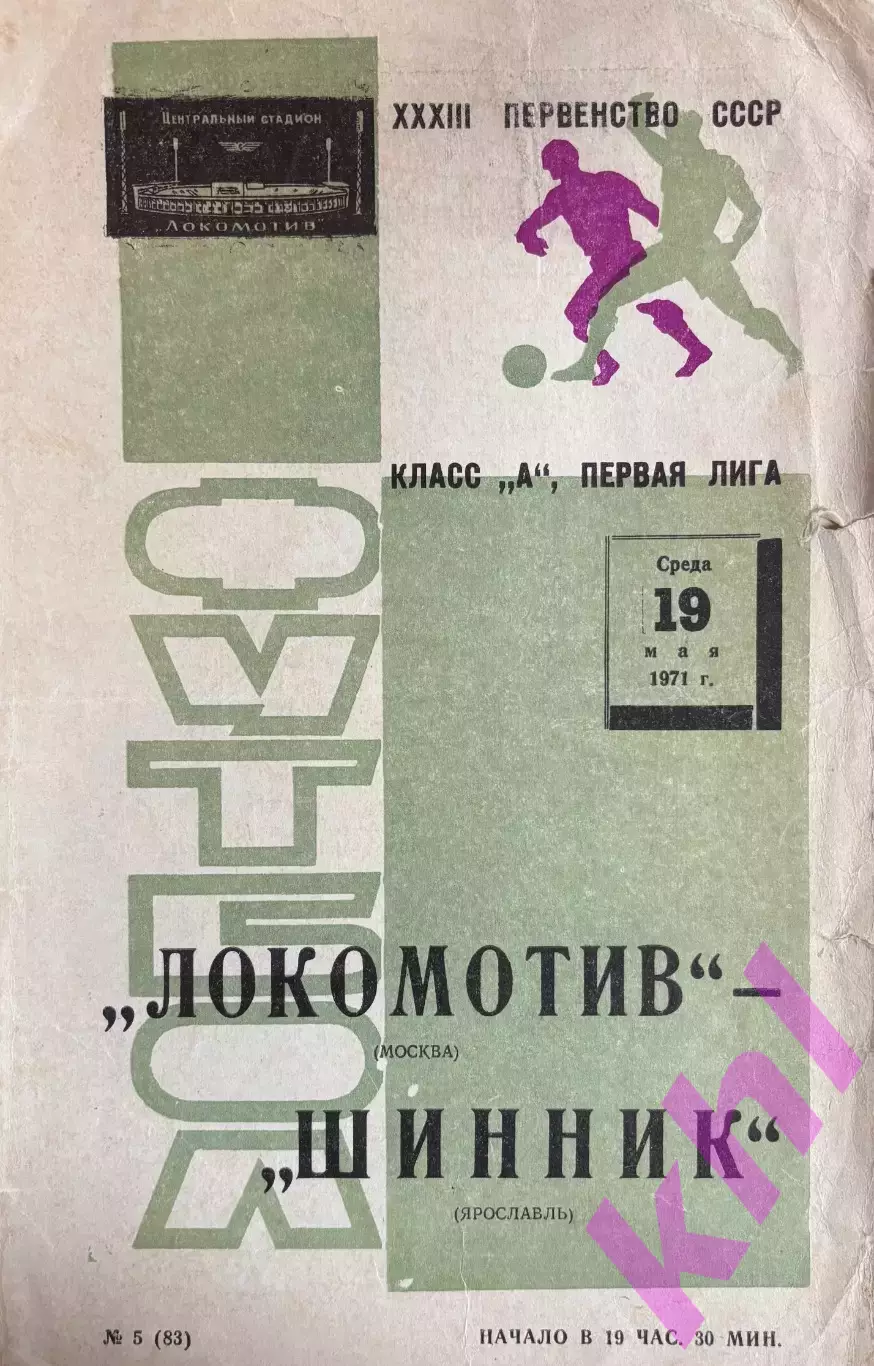 ЦЕНТРАЛЬНЫЙ СТАДИОН
„ЛОКОМОТИВ"
XXXIII ПЕРВЕНСТВО СССР
КЛАСС „А“, ПЕРВАЯ ЛИГА
ФУТБОЛ
Среда
19
мая
1971 г.
„ЛОКОМОТИВ“ —
(МОСКВА)
„ШИННИК“
(ЯРОСЛАВЛЬ)
khl
№ 5 (83)
НАЧАЛО В 19 ЧАС. 30 МИН.